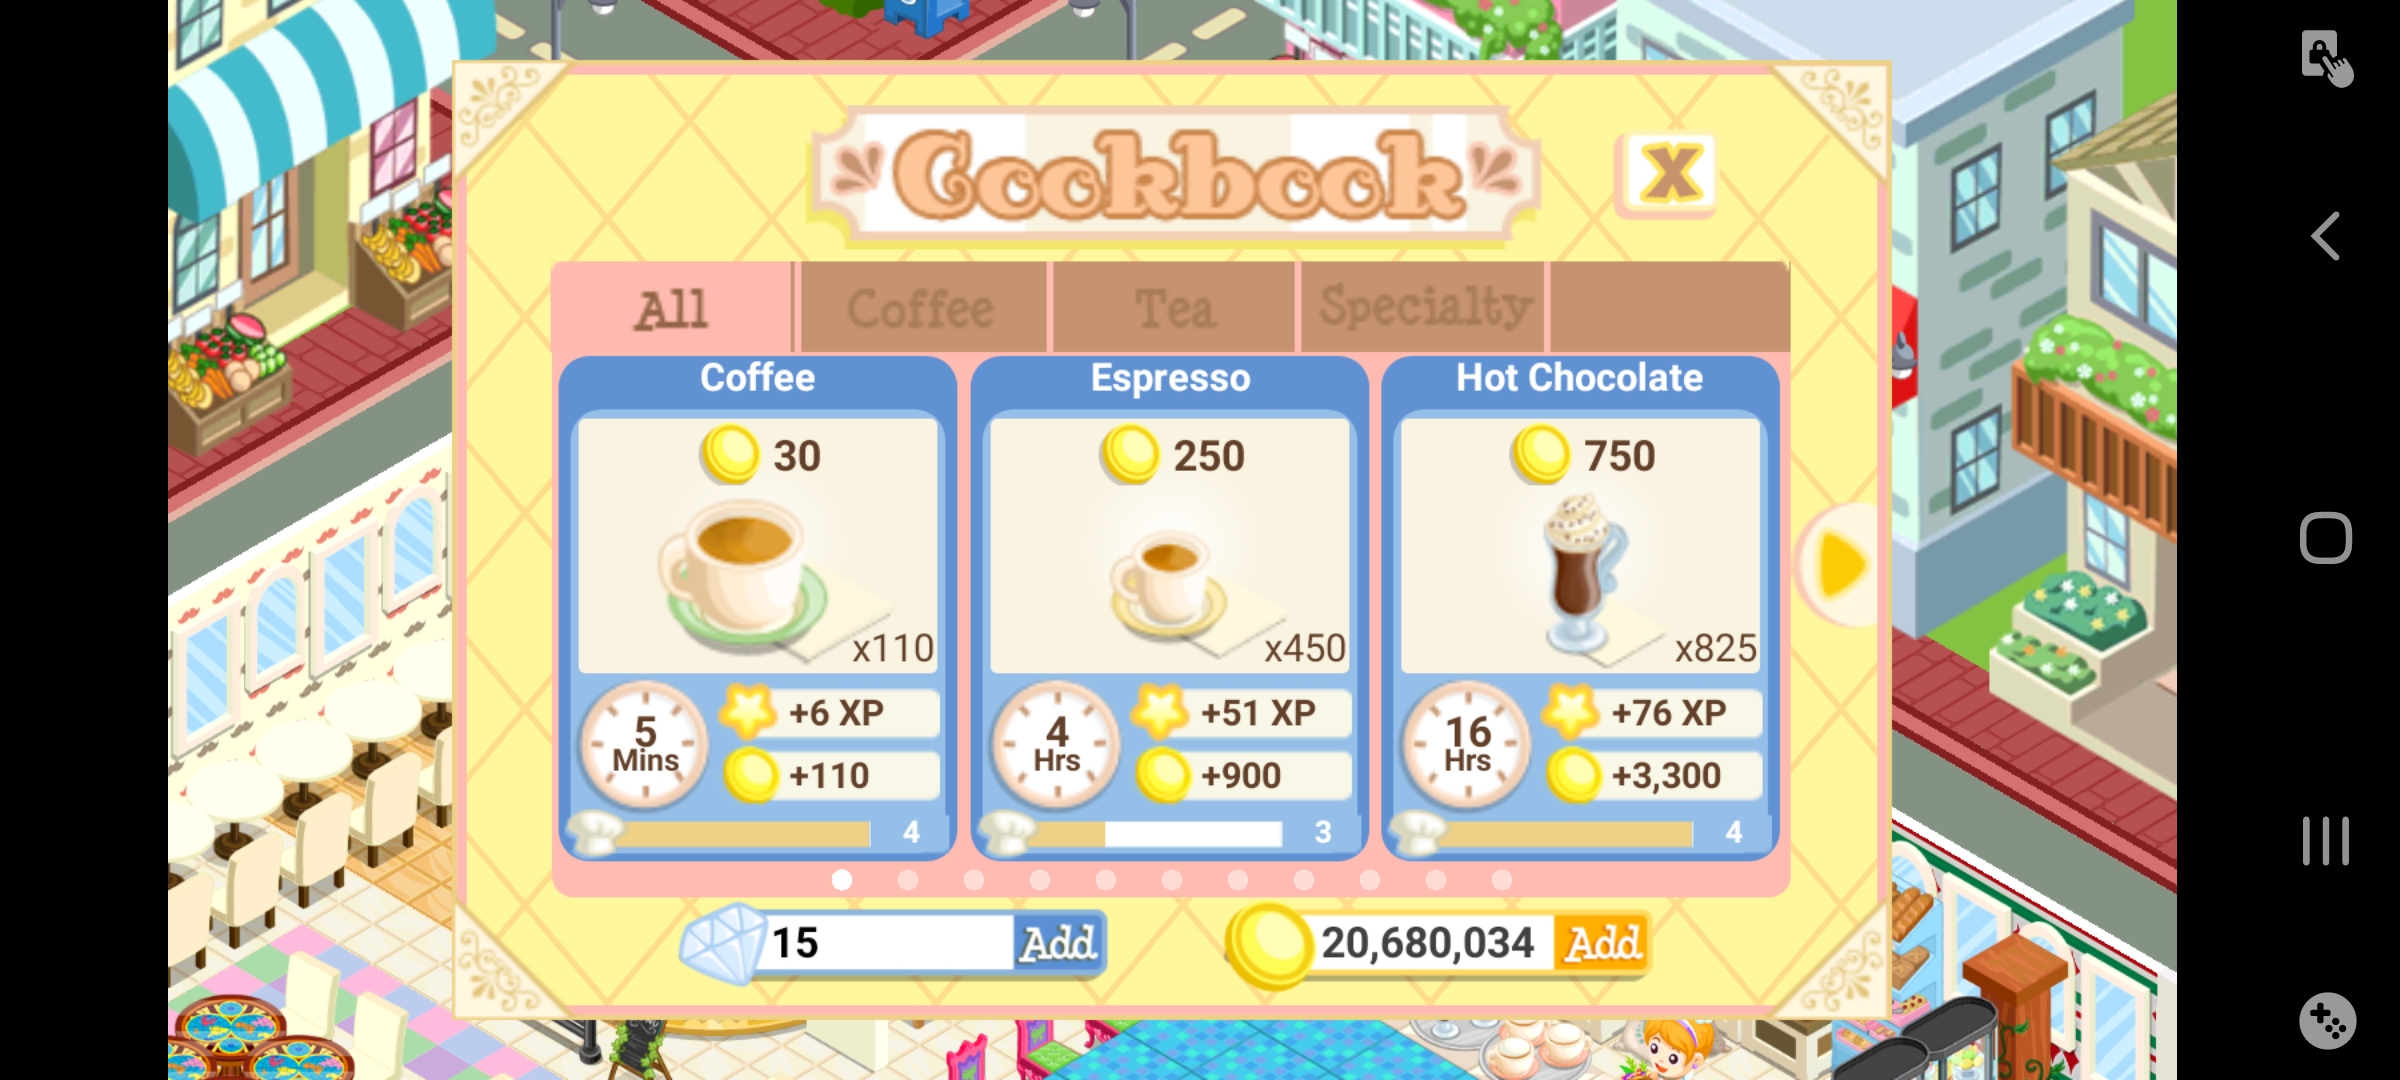 Cookbook
X
All
Coffee
Tea
Specialty
Coffee
30
x110
5
Mins
+6 XP
+110
4
Espresso
250
x450
4
Hrs
+51 XP
+900
3
Hot Chocolate
750
x825
16
Hrs
+76 XP
+3,300
4
15
Add
20,680,034
Add